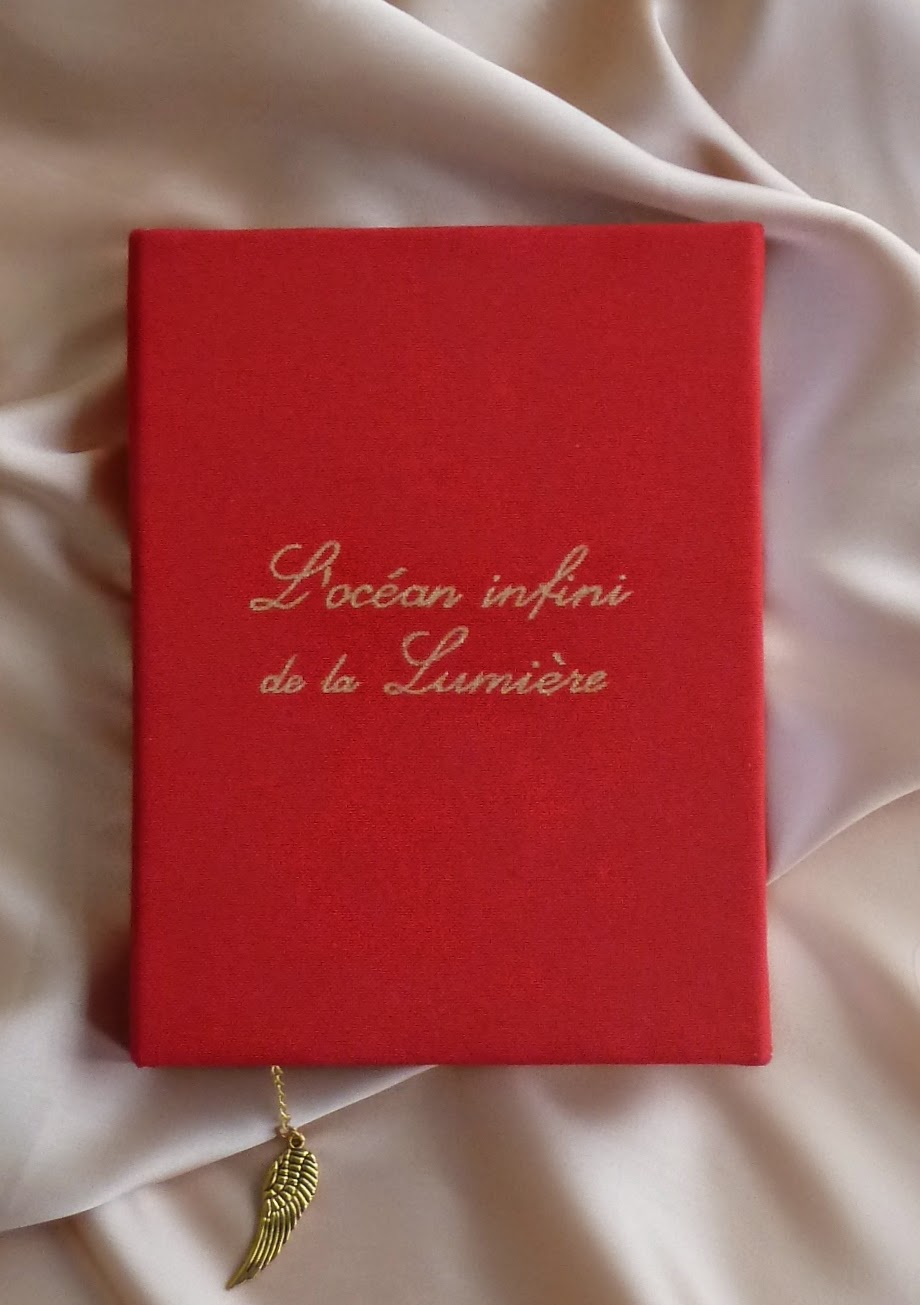 L'océan infini
de la Lumière